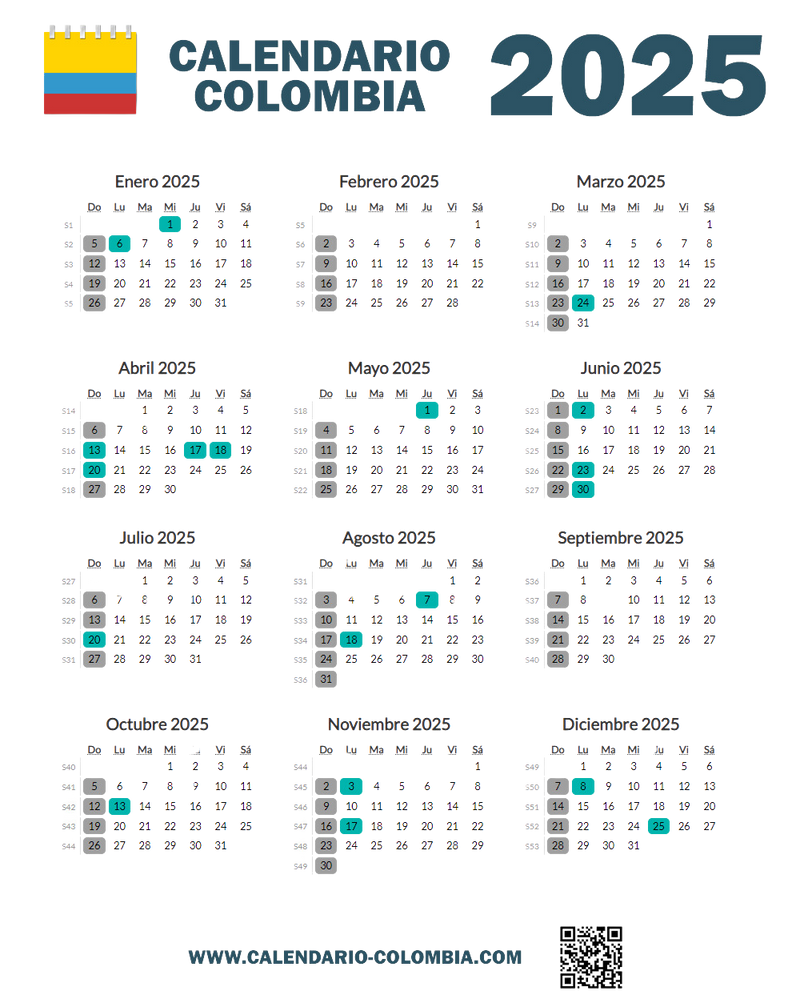 CALENDARIO
COLOMBIA
2025
Enero 2025
Do Lu Ma Mi Ju Vi Sá
S1 1 2 3 4
S2 5 6 7 8 9 10 11
S3 12 13 14 15 16 17 18
S4 19 20 21 22 23 24 25
S5 26 27 28 29 30 31
Febrero 2025
Do Lu Ma Mi Ju Vi Sá
S5 1
S6 2 3 4 5 6 7 8
S7 9 10 11 12 13 14 15
S8 16 17 18 19 20 21 22
S9 23 24 25 26 27 28
Marzo 2025
Do Lu Ma Mi Ju Vi Sá
S9 1
S10 2 3 4 5 6 7 8
S11 9 10 11 12 13 14 15
S12 16 17 18 19 20 21 22
S13 23 24 25 26 27 28 29
S14 30 31
Abril 2025
Do Lu Ma Mi Ju Vi Sá
S14 1 2 3 4 5
S15 6 7 8 9 10 11 12
S16 13 14 15 16 17 18 19
S17 20 21 22 23 24 25 26
S18 27 28 29 30
Mayo 2025
Do Lu Ma Mi Ju Vi Sá
S18 1 2 3
S19 4 5 6 7 8 9 10
S20 11 12 13 14 15 16 17
S21 18 19 20 21 22 23 24
S22 25 26 27 28 29 30 31
Junio 2025
Do Lu Ma Mi Ju Vi Sá
S23 1 2 3 4 5 6 7
S24 8 9 10 11 12 13 14
S25 15 16 17 18 19 20 21
S26 22 23 24 25 26 27 28
S27 29 30
Julio 2025
Do Lu Ma Mi Ju Vi Sá
S27 1 2 3 4 5
S28 6 9 10 11 12
S29 13 14 15 16 17 18 19
S30 20 21 22 23 24 25 26
S31 27 28 29 30 31
Agosto 2025
Do Lu Ma Mi Ju Vi Sá
S31 1 2
S32 3 4 5 6 7 8 9
S33 10 11 12 13 14 15 16
S34 17 18 19 20 21 22 23
S35 24 25 26 27 28 29 30
S36 31
Septiembre 2025
Do Lu Ma Mi Ju Vi Sá
S36 1 2 3 4 5 6
S37 7 8 10 11 12 13
S38 14 15 16 17 18 19 20
S39 21 22 23 24 25 26 27
S40 28 29 30
Octubre 2025
Do Lu Ma Mi Vi Sá
S40 1 2 3 4
S41 5 6 7 8 9 10 11
S42 12 13 14 15 16 17 18
S43 19 20 21 22 23 24 25
S44 26 27 28 29 30 31
Noviembre 2025
Do Lu Ma Mi Ju Vi Sá
S44 1
S45 2 3 4 5 6 7 8
S46 9 10 11 12 13 14 15
S47 16 17 18 19 20 21 22
S48 23 24 25 26 27 28 29
S49 30
Diciembre 2025
Do Lu Ma Mi Ju Vi Sá
S49 1 2 3 4 5 6
S50 7 8 9 10 11 12 13
S51 14 15 16 17 18 19 20
S52 21 22 23 24 25 26 27
S53 28 29 30 31
WWW.CALENDARIO-COLOMBIA.COM